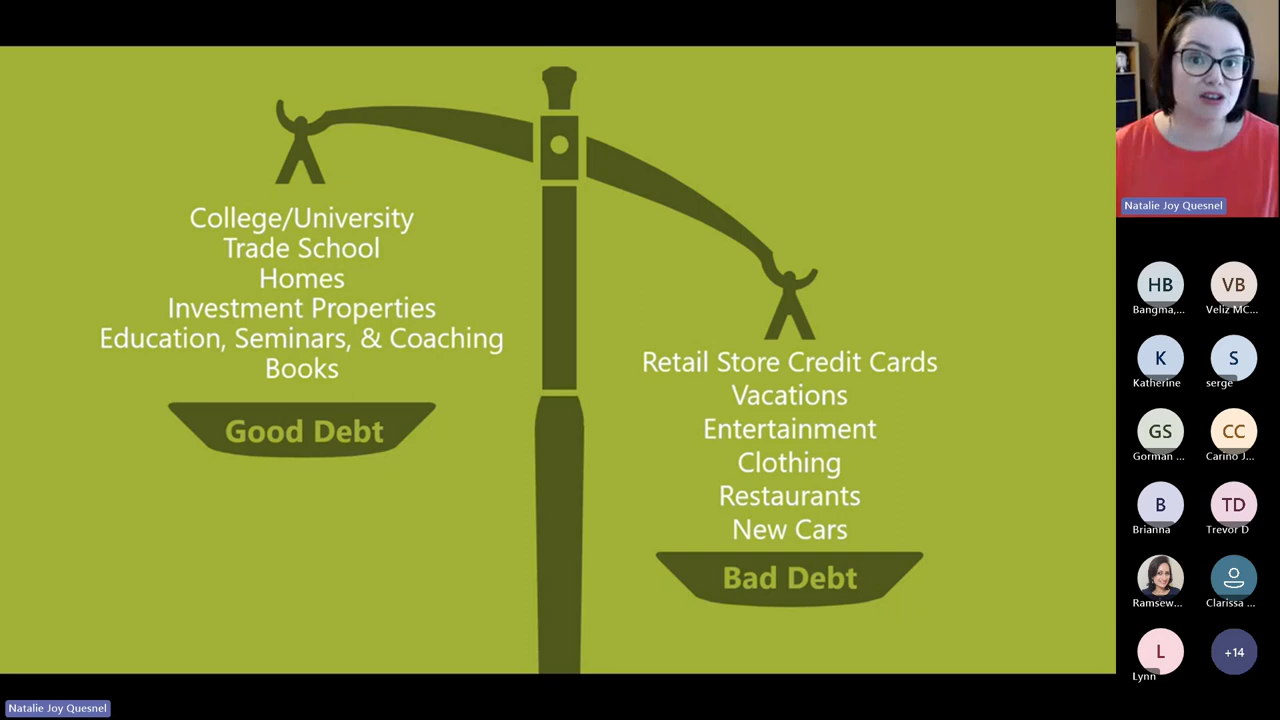 College/University
Trade School
Homes
Investment Properties
Education, Seminars, & Coaching
Books
Good Debt
Retail Store Credit Cards
Vacations
Entertainment
Clothing
Restaurants
New Cars
Bad Debt
Natalie Joy Quesnel
HB
VB
Bangma,...
Veliz MC...
K
S
Katherine
serge
GS
CC
Gorman ...
Carino J...
B
TD
Brianna
Trevor D
Ramsew...
Clarissa ...
L
+14
Lynn
Natalie Joy Quesnel